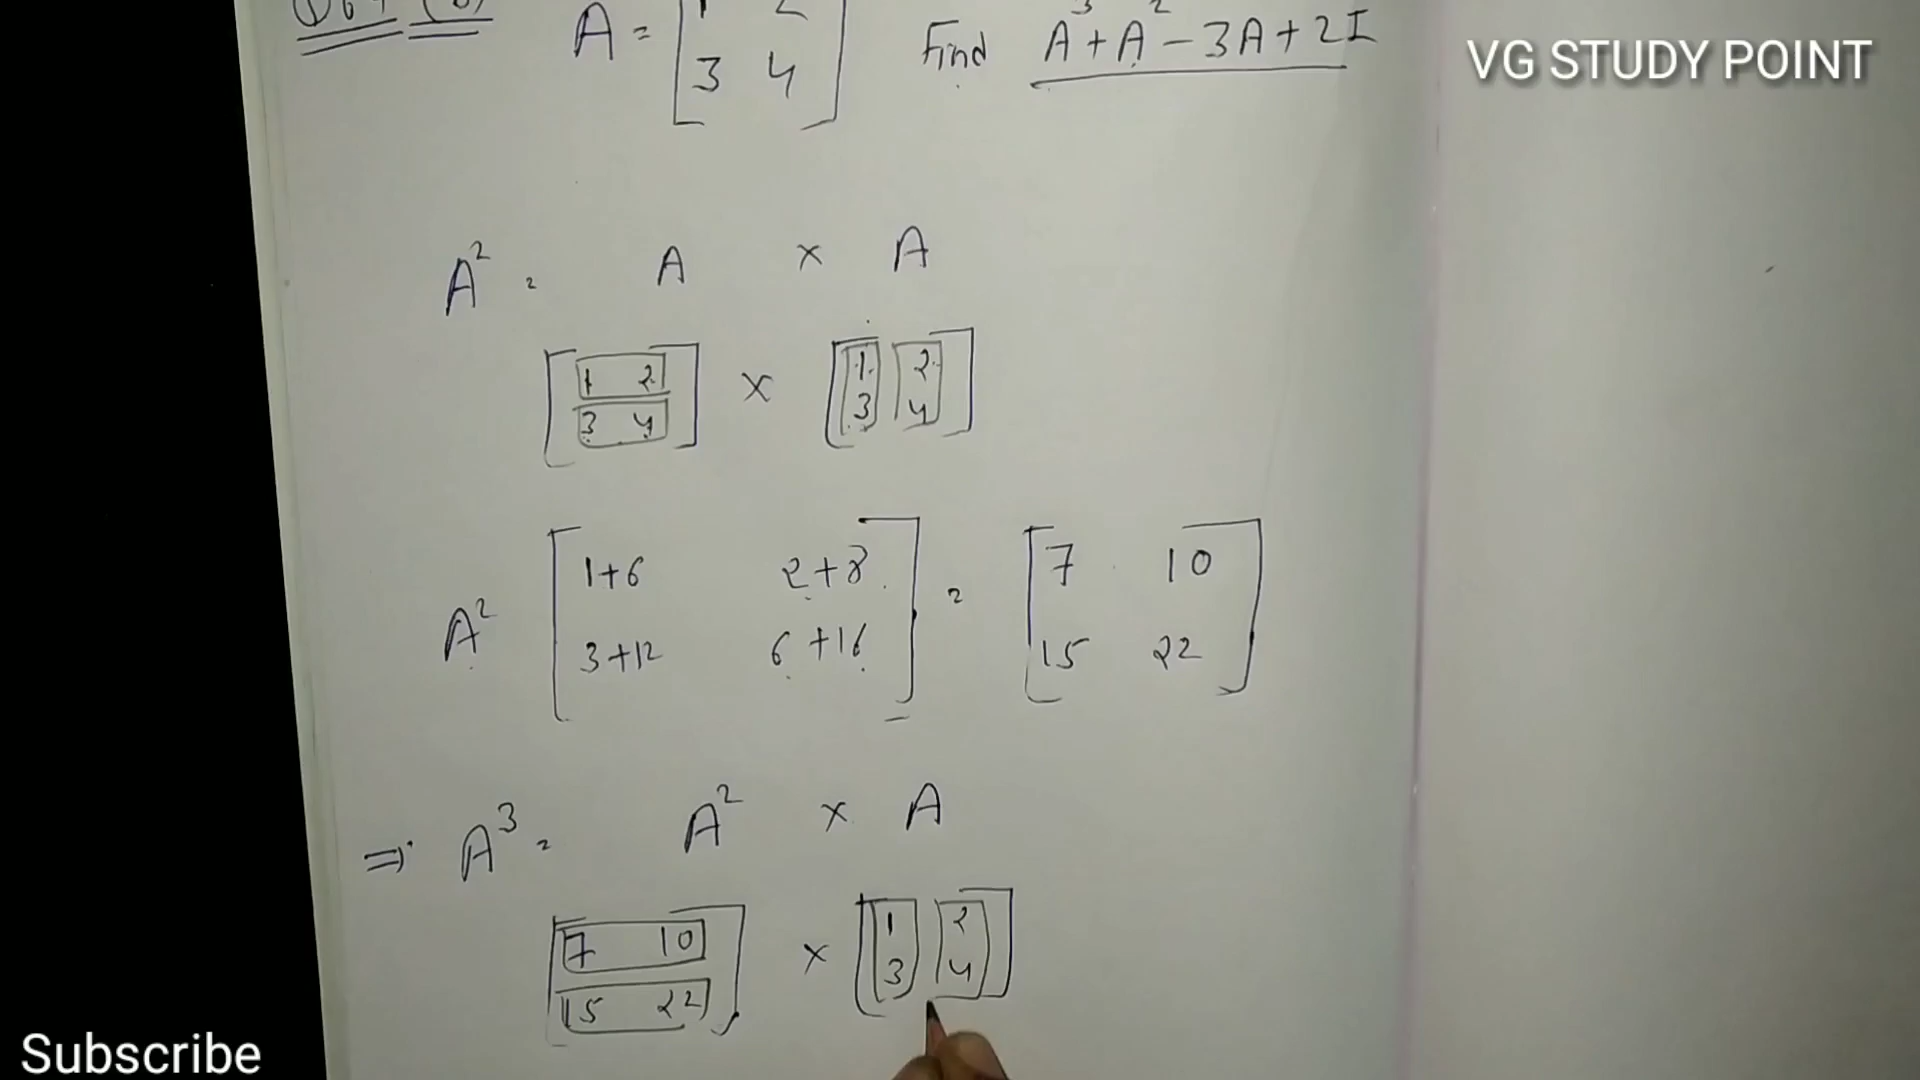 A = [1 2 Find A³ + A² - 3A + 2I
3 4]
VG STUDY POINT
A² = A × A
[1 2 × [1 2
3 4] 3 4]
A² [1+6 2+8 = [7 10
3+12 6+16] 15 22]
⇒ A³ = A² × A
[7 10 × [1 2
15 22] 3 4]
Subscribe